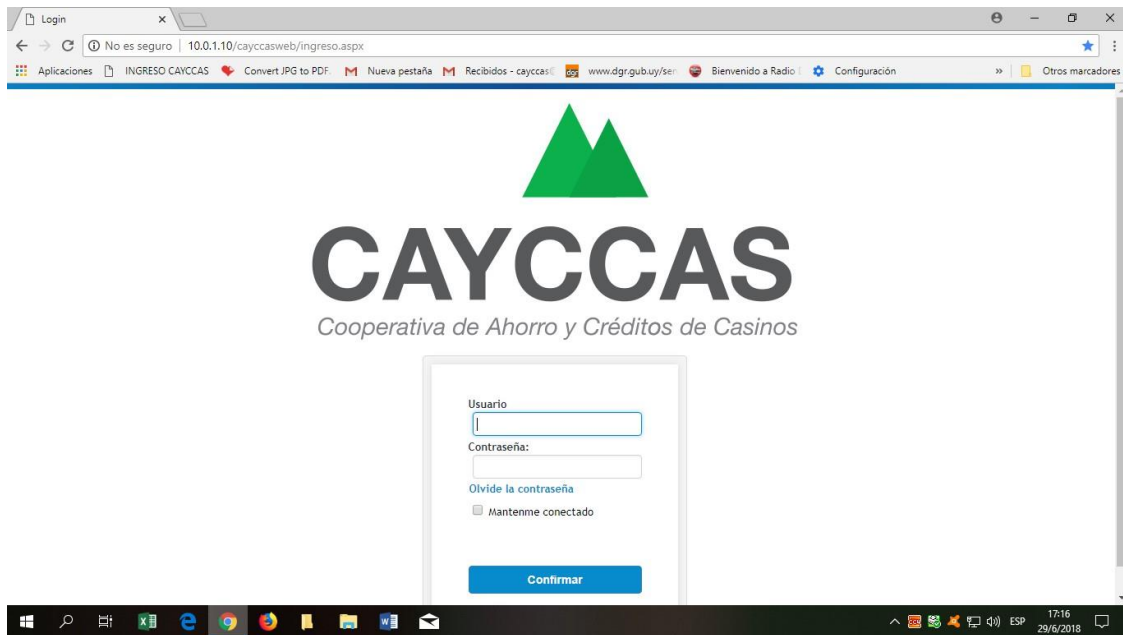 Login
No es seguro | 10.0.1.10/cayccasweb/ingreso.aspx
Aplicaciones INGRESO CAYCCAS Convert JPG to PDF. Nueva pestaña Recibidos - cayccas www.dgr.gub.uy/ser Bienvenido a Radio Configuración » Otros marcadores
CAYCCAS
Cooperativa de Ahorro y Créditos de Casinos
Usuario
Contraseña:
Olvide la contraseña
Mantenme conectado
Confirmar
ESP
17:16
29/6/2018